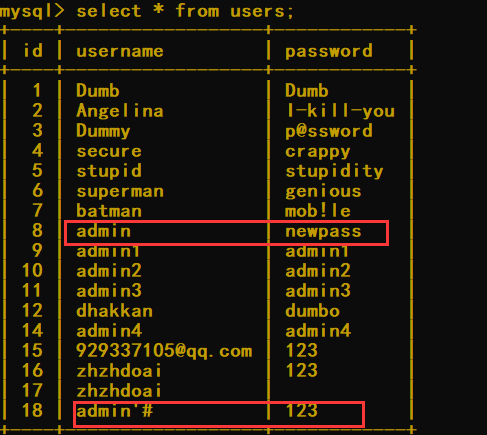 mysql> select * from users;
+----+------------------+------------+
| id | username | password |
+----+------------------+------------+
| 1 | Dumb | Dumb |
| 2 | Angelina | I-kill-you |
| 3 | Dummy | p@ssword |
| 4 | secure | crappy |
| 5 | stupid | stupidity |
| 6 | superman | genious |
| 7 | batman | mob!le |
| 8 | admin | newpass |
| 9 | admin1 | admin1 |
| 10 | admin2 | admin2 |
| 11 | admin3 | admin3 |
| 12 | dhakkan | dumbo |
| 14 | admin4 | admin4 |
| 15 | 929337105@qq.com | 123 |
| 16 | zhzhdoai | 123 |
| 17 | zhzhdoai | |
| 18 | admin'# | 123 |
+----+------------------+------------+